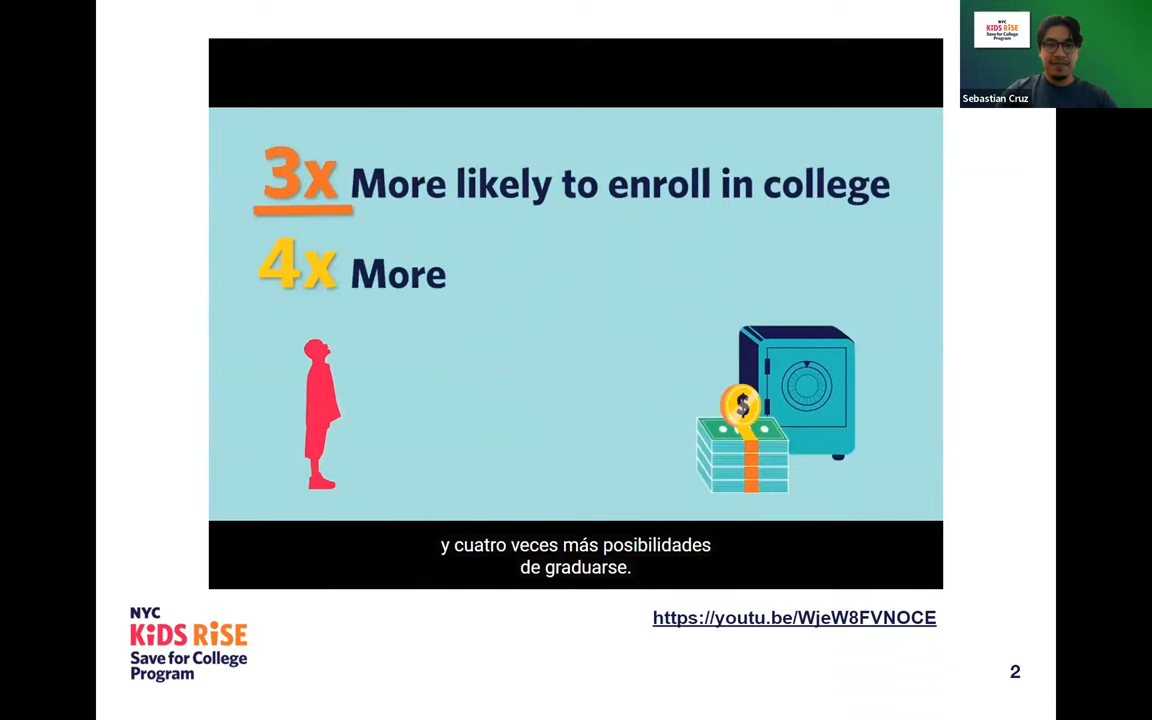 3x More likely to enroll in college
4x More
$
y cuatro veces más posibilidades
de graduarse.
https://youtu.be/WjeW8FVNOCE
NYC
KiDS RiSE
Save for College
Program
2
NYC
KiDS RiSE
Save for College
Program
Sebastian Cruz